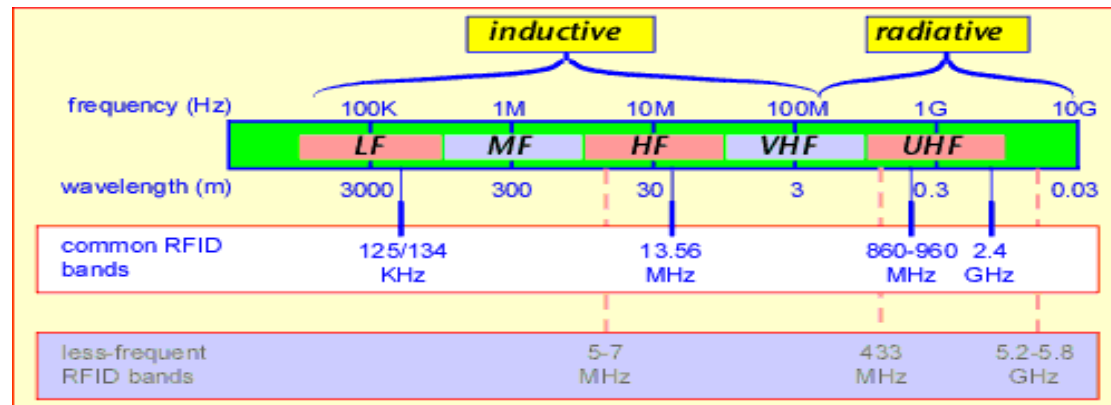 inductive radiative
frequency (Hz) 100K 1M 10M 100M 1G 10G
LF MF HF VHF UHF
wavelength (m) 3000 300 30 3 0.3 0.03
common RFID 125/134 13.56 860-960 2.4
bands KHz MHz MHz GHz
less-frequent 5-7 433 5.2-5.8
RFID bands MHz MHz GHz